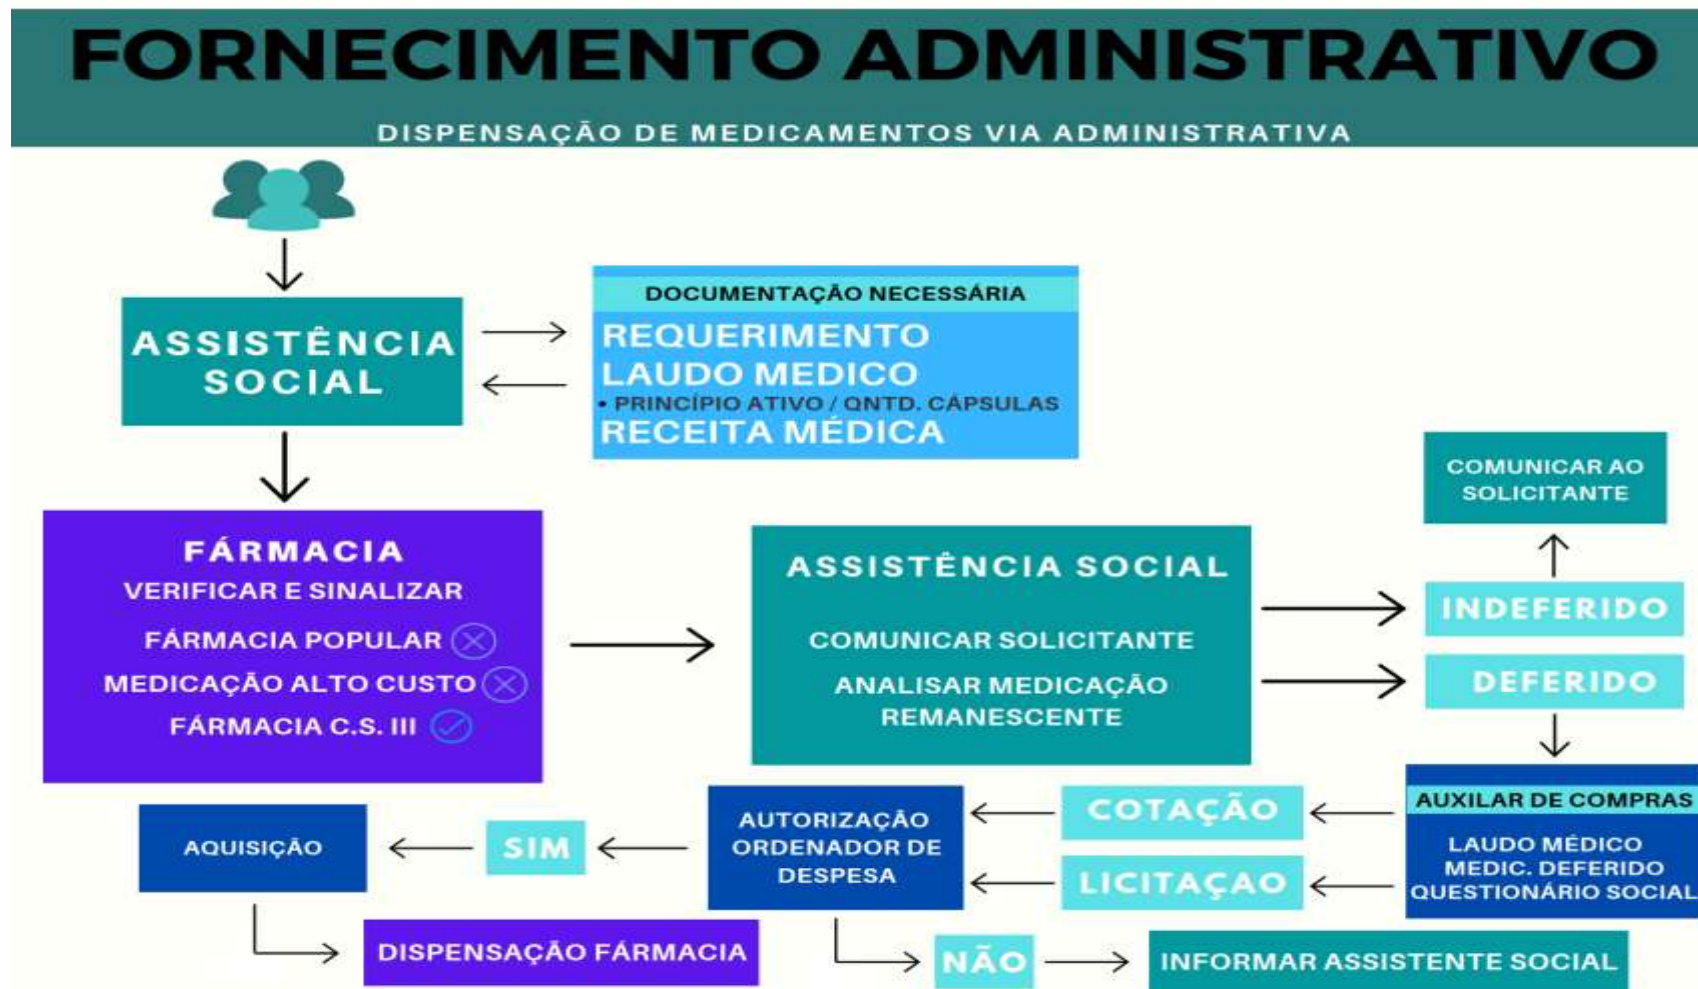 FORNECIMENTO ADMINISTRATIVO
DISPENSAÇÃO DE MEDICAMENTOS VIA ADMINISTRATIVA
ASSISTÊNCIA
SOCIAL
DOCUMENTAÇÃO NECESSÁRIA
REQUERIMENTO
LAUDO MEDICO
• PRINCÍPIO ATIVO / QNTD. CÁPSULAS
RECEITA MÉDICA
FÁRMACIA
VERIFICAR E SINALIZAR
FÁRMACIA POPULAR
MEDICAÇÃO ALTO CUSTO
FÁRMACIA C.S. III
ASSISTÊNCIA SOCIAL
COMUNICAR SOLICITANTE
ANALISAR MEDICAÇÃO
REMANESCENTE
COMUNICAR AO
SOLICITANTE
INDEFERIDO
DEFERIDO
AUXILAR DE COMPRAS
LAUDO MÉDICO
MEDIC. DEFERIDO
QUESTIONÁRIO SOCIAL
COTAÇÃO
LICITAÇAO
AUTORIZAÇÃO
ORDENADOR DE
DESPESA
SIM
AQUISIÇÃO
DISPENSAÇÃO FÁRMACIA
NÃO
INFORMAR ASSISTENTE SOCIAL